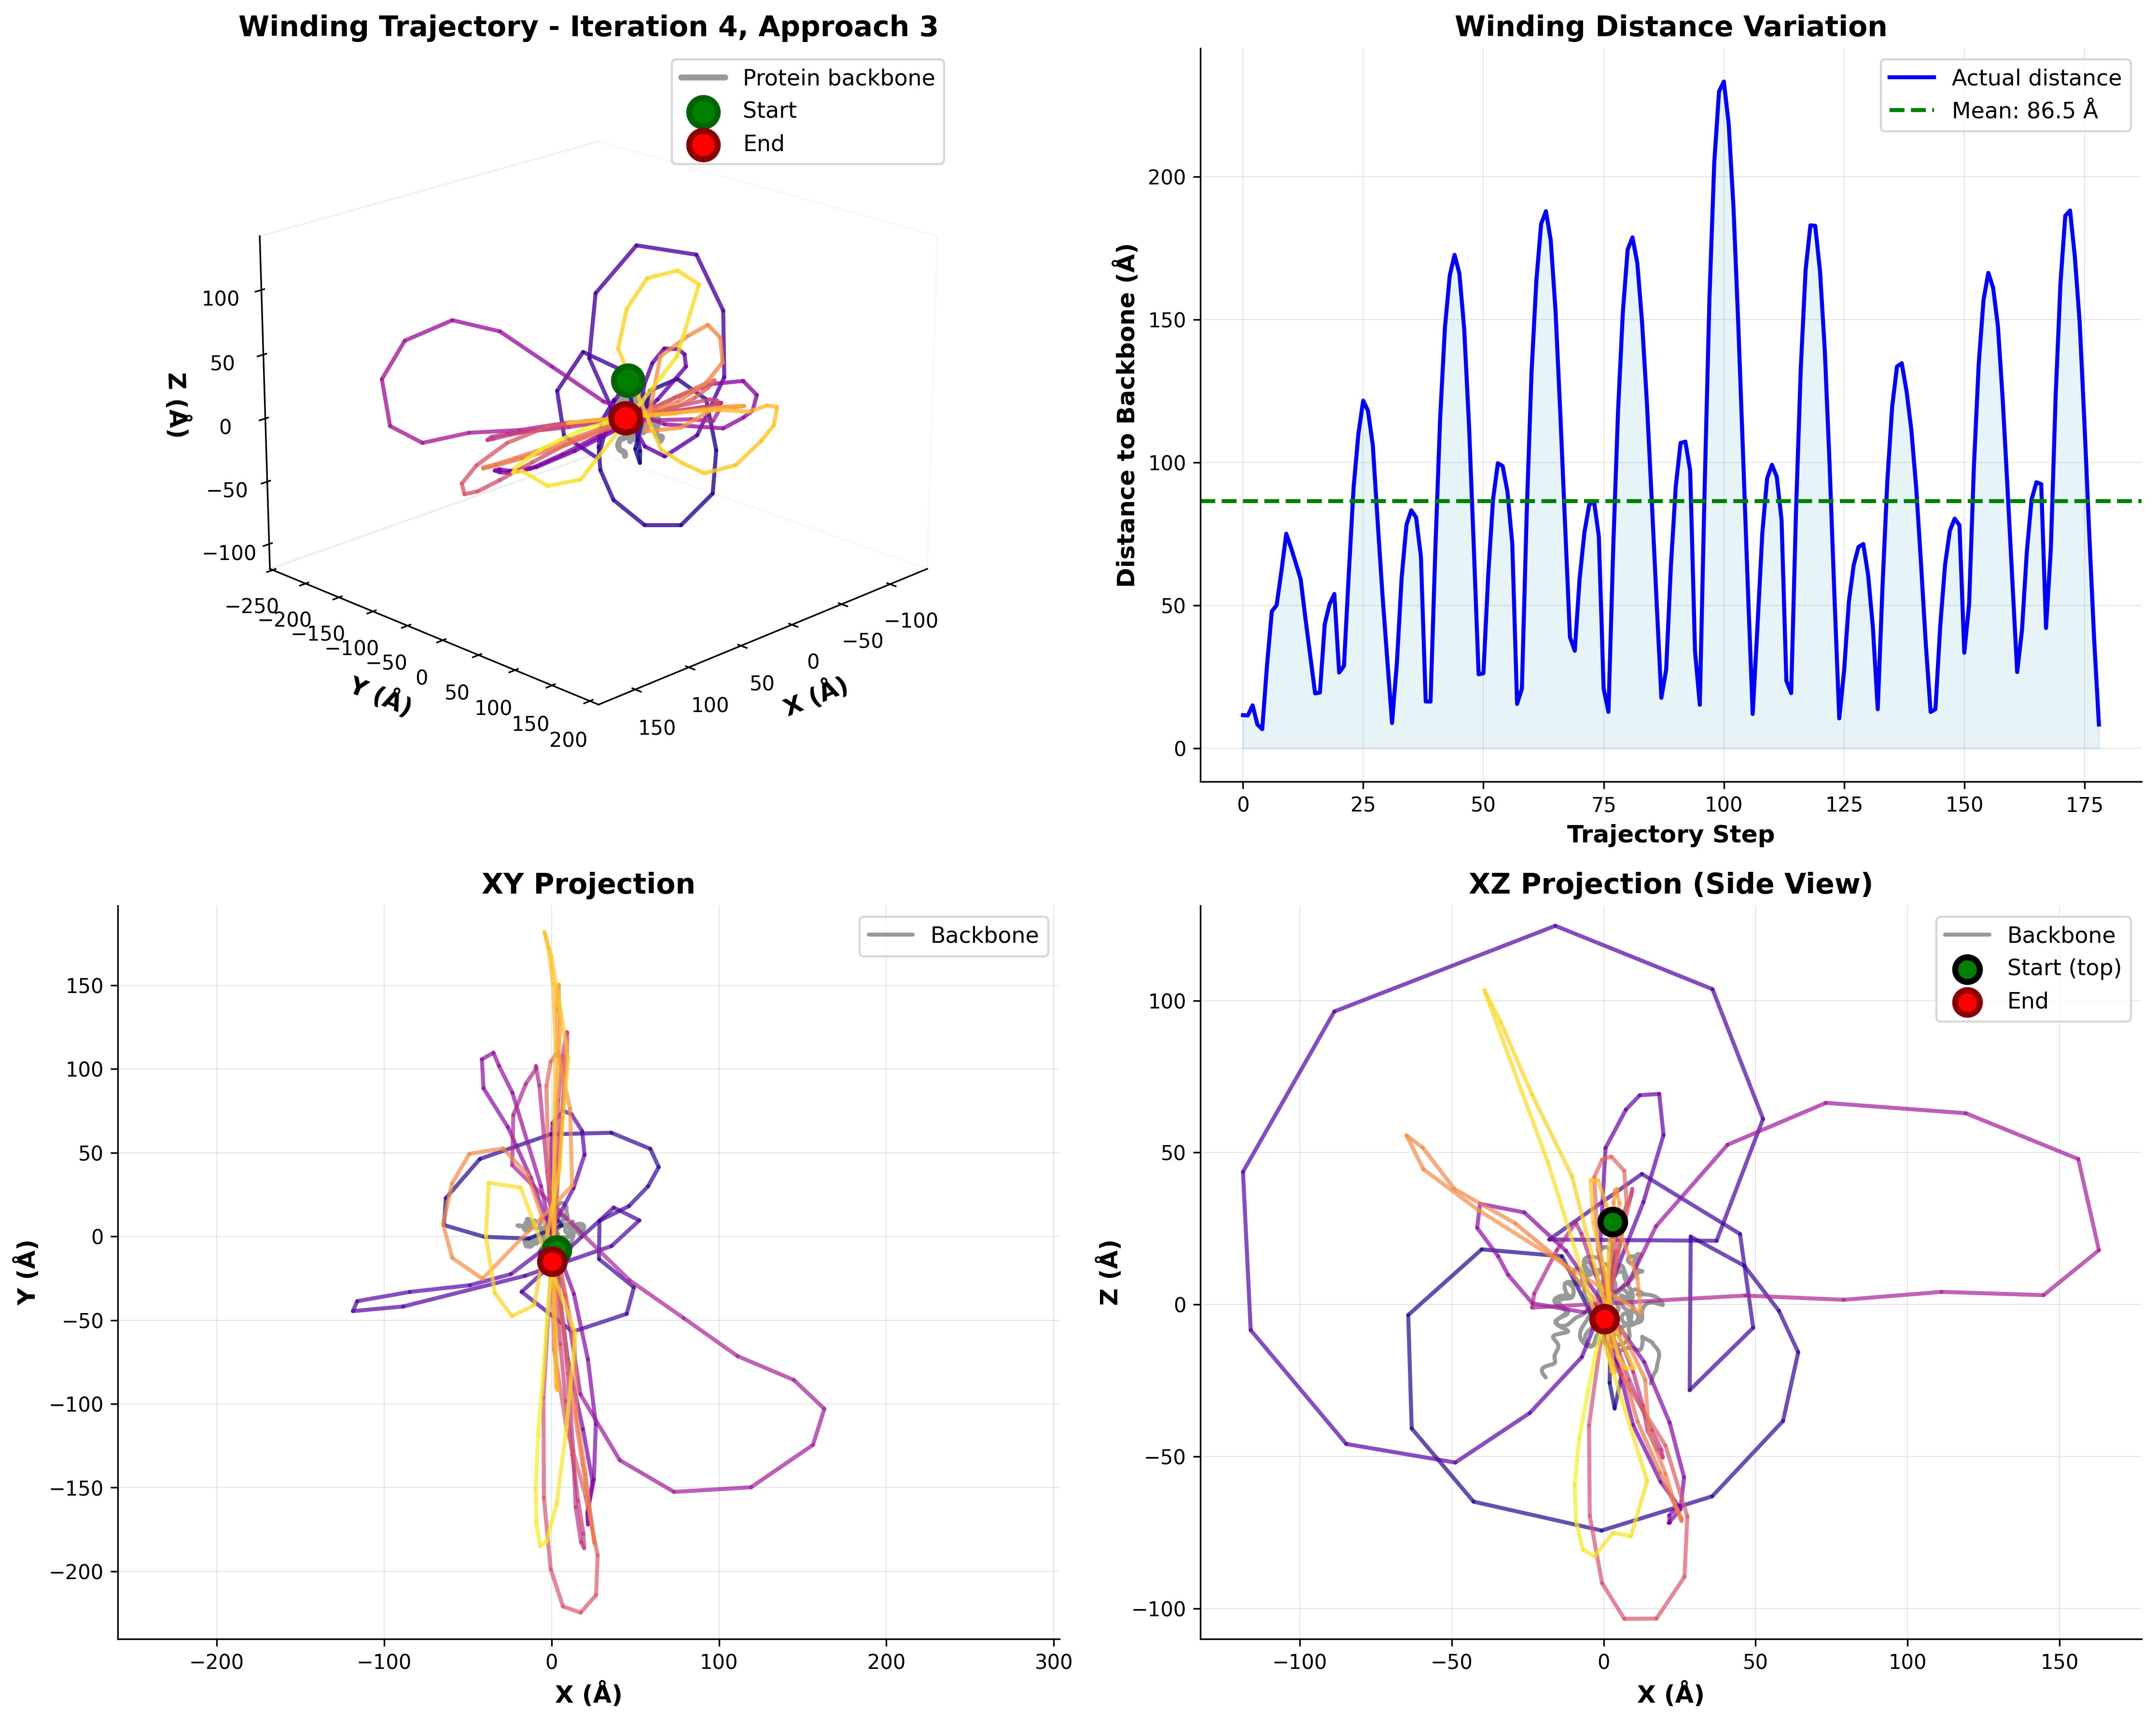 Winding Trajectory - Iteration 4, Approach 3
Protein backbone
Start
End
Z (Å)
100
50
0
−50
−100
−250
−200
−150
−100
−50
0
50
100
150
200
Y (Å)
−100
−50
0
50
100
150
X (Å)
Winding Distance Variation
Actual distance
Mean: 86.5 Å
Distance to Backbone (Å)
200
150
100
50
0
0 25 50 75 100 125 150 175
Trajectory Step
XY Projection
Backbone
Y (Å)
150
100
50
0
−50
−100
−150
−200
−200 −100 0 100 200 300
X (Å)
XZ Projection (Side View)
Backbone
Start (top)
End
Z (Å)
100
50
0
−50
−100
−100 −50 0 50 100 150
X (Å)